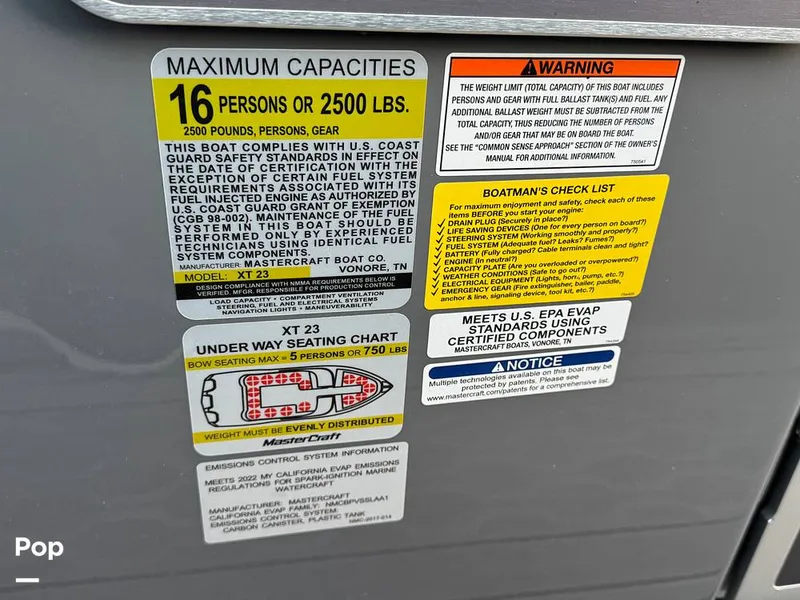 MAXIMUM CAPACITIES
16 PERSONS OR 2500 LBS.
2500 POUNDS, PERSONS, GEAR
THIS BOAT COMPLIES WITH U.S. COAST
GUARD SAFETY STANDARDS IN EFFECT ON
THE DATE OF CERTIFICATION WITH THE
EXCEPTION OF CERTAIN FUEL SYSTEM
REQUIREMENTS ASSOCIATED WITH ITS
FUEL INJECTED ENGINE AS AUTHORIZED BY
U.S. COAST GUARD GRANT OF EXEMPTION
(CGB 98-002). MAINTENANCE OF THE FUEL
SYSTEM IN THIS BOAT SHOULD BE
PERFORMED ONLY BY EXPERIENCED
TECHNICIANS USING IDENTICAL FUEL
SYSTEM COMPONENTS.
MANUFACTURER: MASTERCRAFT BOAT CO.
VONORE, TN
MODEL: XT 23
DESIGN COMPLIANCE WITH NMMA REQUIREMENTS BELOW IS
VERIFIED. MFGR. RESPONSIBLE FOR PRODUCTION CONTROL
LOAD CAPACITY • COMPARTMENT VENTILATION
STEERING, FUEL AND ELECTRICAL SYSTEMS
NAVIGATION LIGHTS • MANEUVERABILITY
XT 23
UNDER WAY SEATING CHART
BOW SEATING MAX = 5 PERSONS OR 750 LBS
WEIGHT MUST BE EVENLY DISTRIBUTED
MasterCraft
EMISSIONS CONTROL SYSTEM INFORMATION
MEETS 2022 MY CALIFORNIA EVAP EMISSIONS
REGULATIONS FOR SPARK-IGNITION MARINE
WATERCRAFT
MANUFACTURER: MASTERCRAFT
CALIFORNIA EVAP FAMILY: NMCBPVSSLAA1
EMISSIONS CONTROL SYSTEM:
CARBON CANISTER, PLASTIC TANK
WARNING
THE WEIGHT LIMIT (TOTAL CAPACITY) OF THIS BOAT INCLUDES
PERSONS AND GEAR WITH FULL BALLAST TANK(S) AND FUEL. ANY
ADDITIONAL BALLAST WEIGHT MUST BE SUBTRACTED FROM THE
TOTAL CAPACITY, THUS REDUCING THE NUMBER OF PERSONS
AND/OR GEAR THAT MAY BE ON BOARD THE BOAT.
SEE THE "COMMON SENSE APPROACH" SECTION OF THE OWNER'S
MANUAL FOR ADDITIONAL INFORMATION.
BOATMAN'S CHECK LIST
For maximum enjoyment and safety, check each of these
items BEFORE you start your engine:
✓ DRAIN PLUG (Securely in place?)
✓ LIFE SAVING DEVICES (One for every person on board?)
✓ STEERING SYSTEM (Working smoothly and properly?)
✓ FUEL SYSTEM (Adequate fuel? Leaks? Fumes?)
✓ BATTERY (Fully charged? Cable terminals clean and tight?
✓ ENGINE (In neutral?)
✓ CAPACITY PLATE (Are you overloaded or overpowered?)
✓ WEATHER CONDITIONS (Safe to go out?)
✓ ELECTRICAL EQUIPMENT (Lights, horn, pump, etc.?)
✓ EMERGENCY GEAR (Fire extinguisher, bailer, paddle,
anchor & line, signaling device, tool kit, etc.?)
MEETS U.S. EPA EVAP
STANDARDS USING
CERTIFIED COMPONENTS
MASTERCRAFT BOATS, VONORE, TN
NOTICE
Multiple technologies available on this boat may be
protected by patents. Please see
www.mastercraft.com/patents for a comprehensive list.
Pop